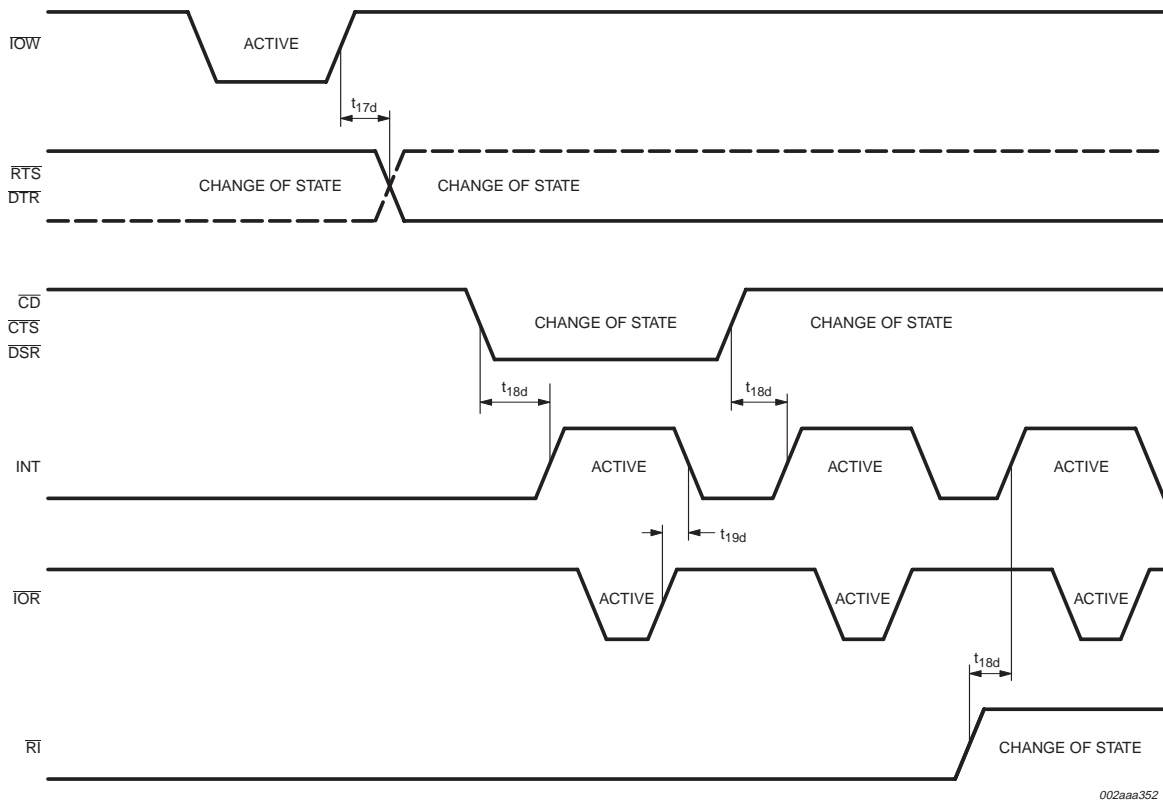 IOW
ACTIVE
t17d
RTS
DTR
CHANGE OF STATE CHANGE OF STATE
CD
CTS
DSR
CHANGE OF STATE CHANGE OF STATE
t18d t18d
INT
ACTIVE ACTIVE ACTIVE
t19d
IOR
ACTIVE ACTIVE ACTIVE
t18d
RI
CHANGE OF STATE
002aaa352